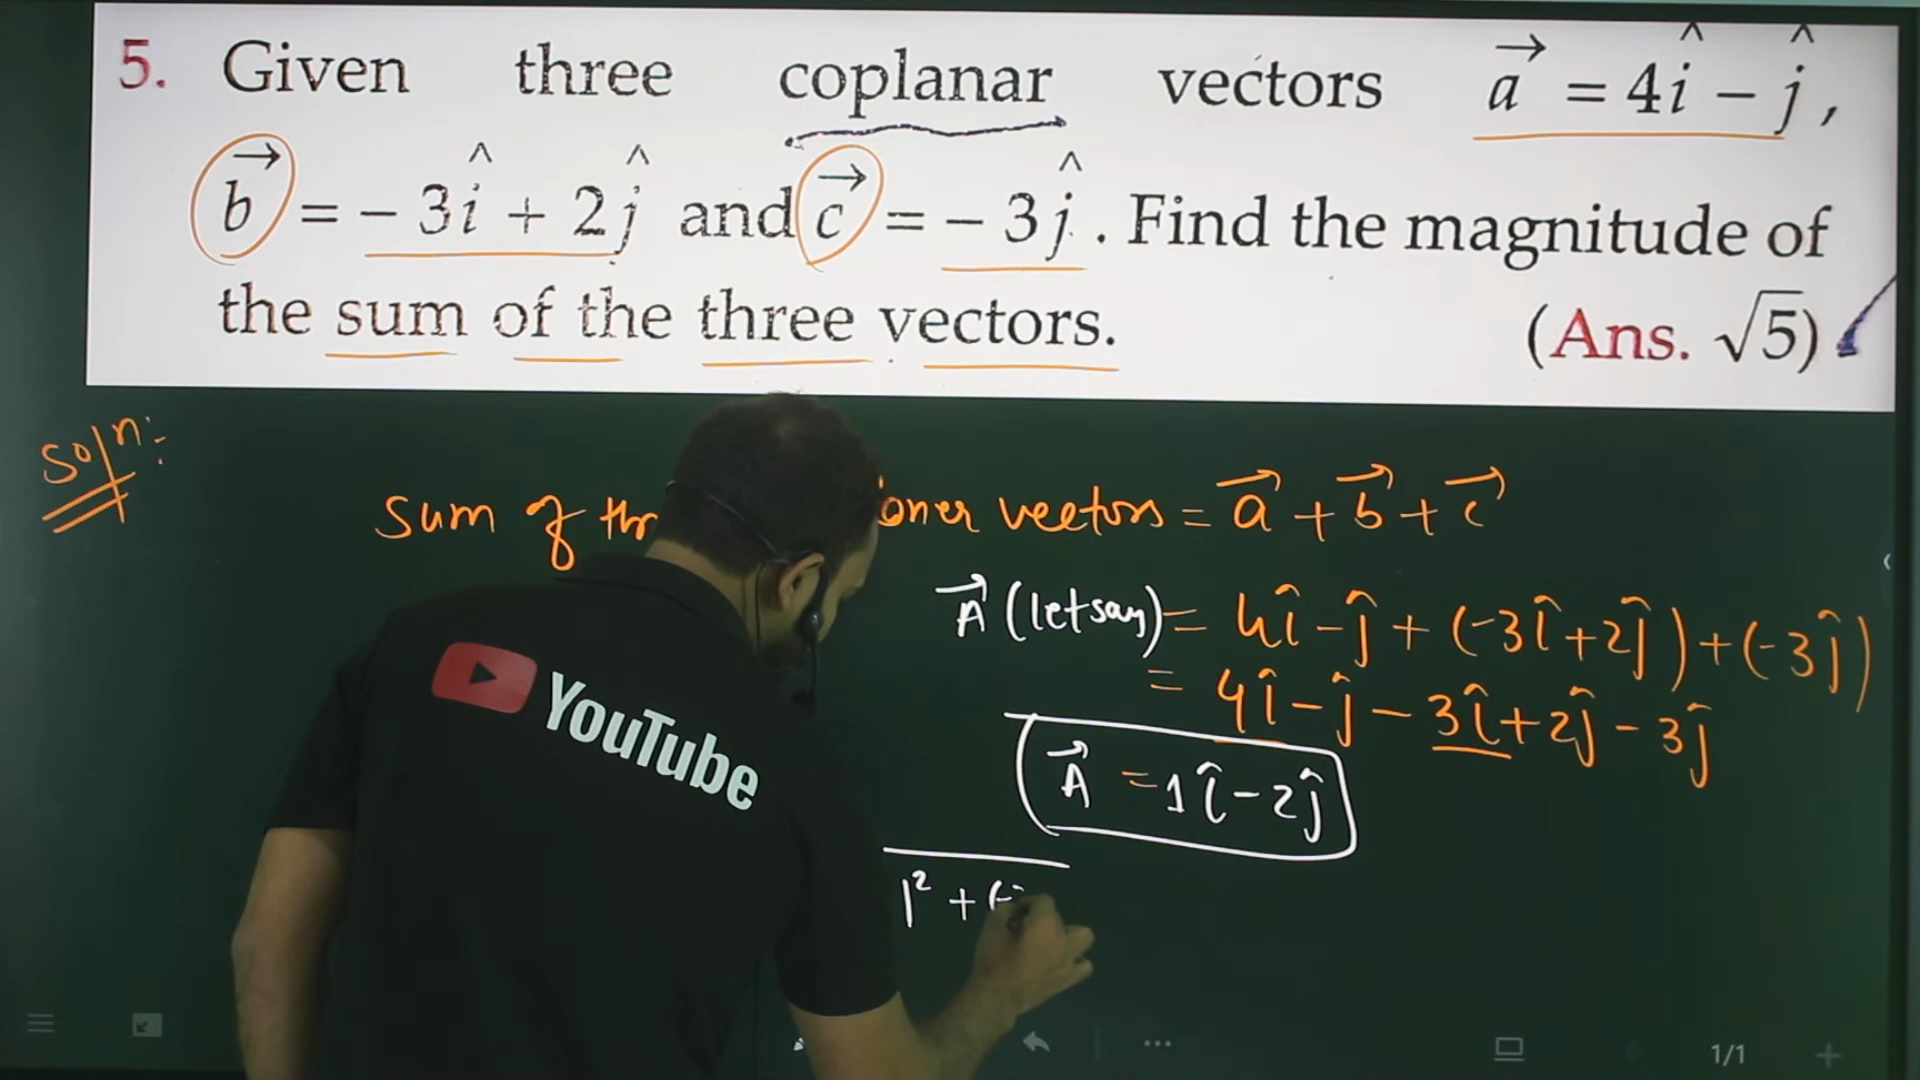 5. Given three coplanar vectors a⃗ = 4î − ĵ,
b⃗ = − 3î + 2ĵ and c⃗ = − 3ĵ. Find the magnitude of
the sum of the three vectors. (Ans. √5)
Soln:-
Sum of vectors = a⃗ + b⃗ + c⃗
A⃗ (let say) = 4î − ĵ + (-3î + 2ĵ) + (-3ĵ)
= 4î − ĵ − 3î + 2ĵ − 3ĵ
A⃗ = 1î − 2ĵ
1² + (-
YouTube
1/1